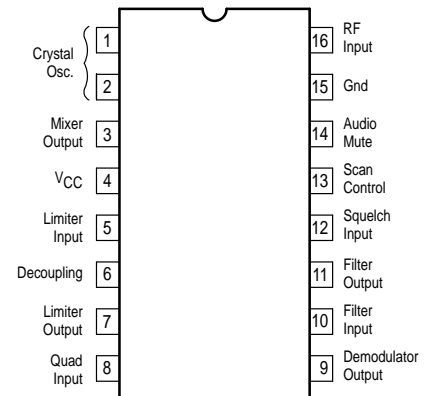 Crystal
Osc.
1
2
Mixer
Output
3
VCC
4
Limiter
Input
5
Decoupling
6
Limiter
Output
7
Quad
Input
8
16
RF
Input
15
Gnd
14
Audio
Mute
13
Scan
Control
12
Squelch
Input
11
Filter
Output
10
Filter
Input
9
Demodulator
Output